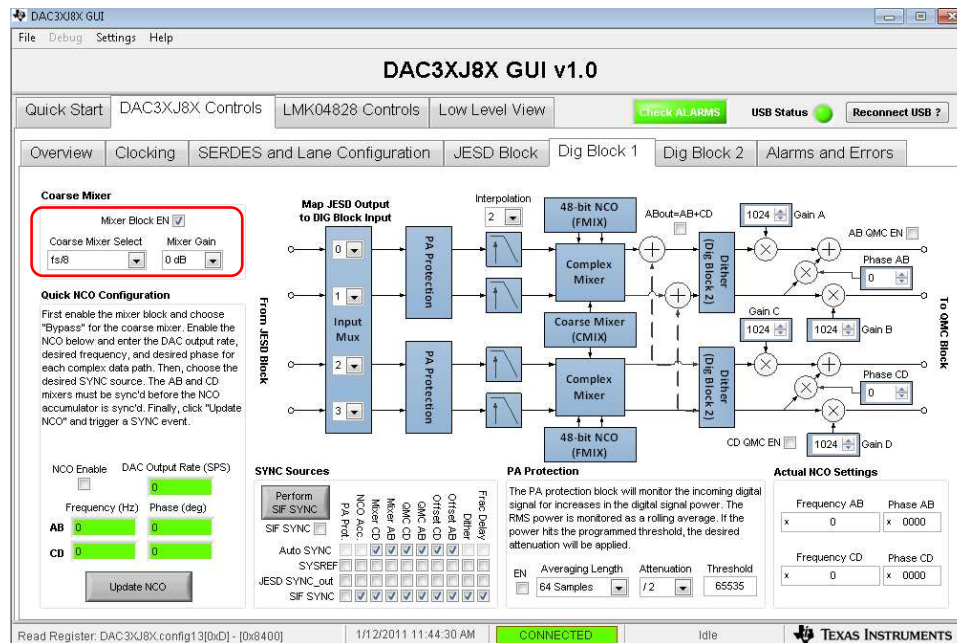 DAC3XJ8X GUI
File Debug Settings Help
DAC3XJ8X GUI v1.0
Quick Start DAC3XJ8X Controls LMK04828 Controls Low Level View
Check ALARMS USB Status Reconnect USB ?
Overview Clocking SERDES and Lane Configuration JESD Block Dig Block 1 Dig Block 2 Alarms and Errors
Coarse Mixer
Mixer Block EN
Coarse Mixer Select Mixer Gain
fs/8 0 dB
Quick NCO Configuration
First enable the mixer block and choose
"Bypass" for the coarse mixer. Enable the
NCO below and enter the DAC output rate,
desired frequency, and desired phase for
each complex data path. Then, choose the
desired SYNC source. The AB and CD
mixers must be sync'd before the NCO
accumulator is sync'd. Finally, click "Update
NCO" and trigger a SYNC event.
NCO Enable DAC Output Rate (SPS)
0
Frequency (Hz) Phase (deg)
AB 0 0
CD 0 0
Update NCO
From JESD Block
Map JESD Output
to DIG Block Input
0
1
Input
Mux
2
3
PA Protection
PA Protection
Interpolation
2
48-bit NCO
(FMIX)
Complex
Mixer
Coarse Mixer
(CMIX)
Complex
Mixer
48-bit NCO
(FMIX)
ABout=AB+CD
Dither
(Dig Block 2)
Dither
(Dig Block 2)
1024 Gain A
AB QMC EN
Phase AB
0
Gain C
1024
1024 Gain B
Phase CD
0
CD QMC EN
1024 Gain D
To QMC Block
SYNC Sources
Perform
SIF SYNC
SIF SYNC
PA Prot.
NCO Acc.
Mixer CD
Mixer AB
QMC CD
QMC AB
Offset CD
Offset AB
Dither
Frac Delay
Auto SYNC
SYSREF
JESD SYNC_out
SIF SYNC
PA Protection
The PA protection block will monitor the incoming digital
signal for increases in the digital signal power. The
RMS power is monitored as a rolling average. If the
power hits the programmed threshold, the desired
attenuation will be applied.
EN Averaging Length Attenuation Threshold
64 Samples / 2 65535
Actual NCO Settings
Frequency AB Phase AB
x 0 x 0000
Frequency CD Phase CD
x 0 x 0000
Read Register: DAC3XJ8X.config13[0xD] - [0x8400] 1/12/2011 11:44:30 AM CONNECTED Idle TEXAS INSTRUMENTS